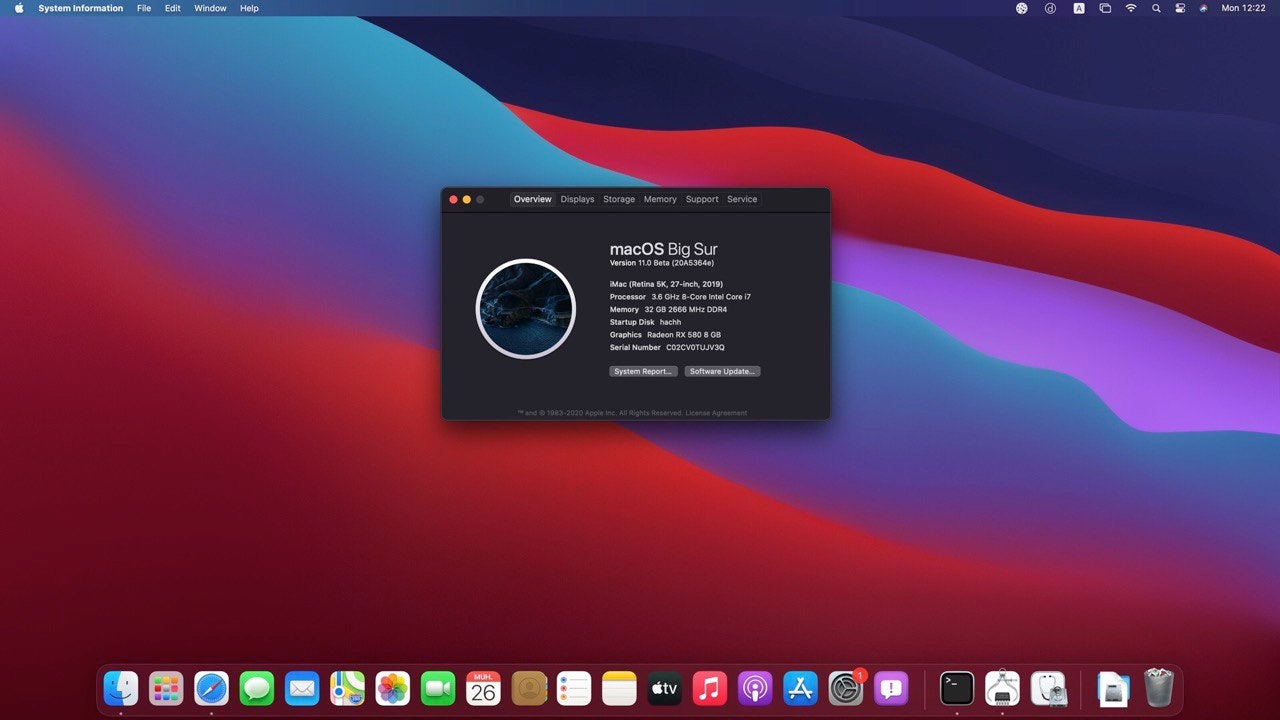 System Information File Edit Window Help A Mon 12:22
Overview Displays Storage Memory Support Service
macOS Big Sur
Version 11.0 Beta (20A5364e)
iMac (Retina 5K, 27-inch, 2019)
Processor 3.6 GHz 8-Core Intel Core i7
Memory 32 GB 2666 MHz DDR4
Startup Disk hachh
Graphics Radeon RX 580 8 GB
Serial Number C02CV0TUJV3Q
System Report... Software Update...
™ and © 1983-2020 Apple Inc. All Rights Reserved. License Agreement
MUH.
26
tv
1
>_